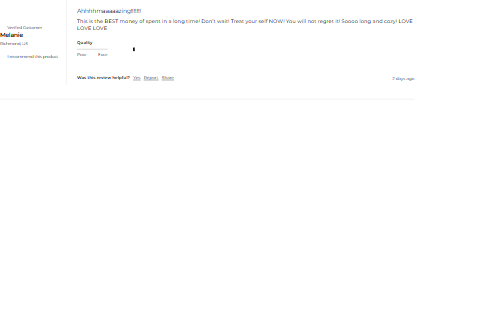 Verified Customer
Melanie
Richmond, US
I recommend this product
Ahhhhmaaaaazing!!!!!!!
This is the BEST money of spent in a long time! Don't wait! Treat your self NOW! You will not regret it! Soooo long and cozy! LOVE
LOVE LOVE
Quality
Poor Poor
Was this review helpful? Yes Report Share
7 days ago